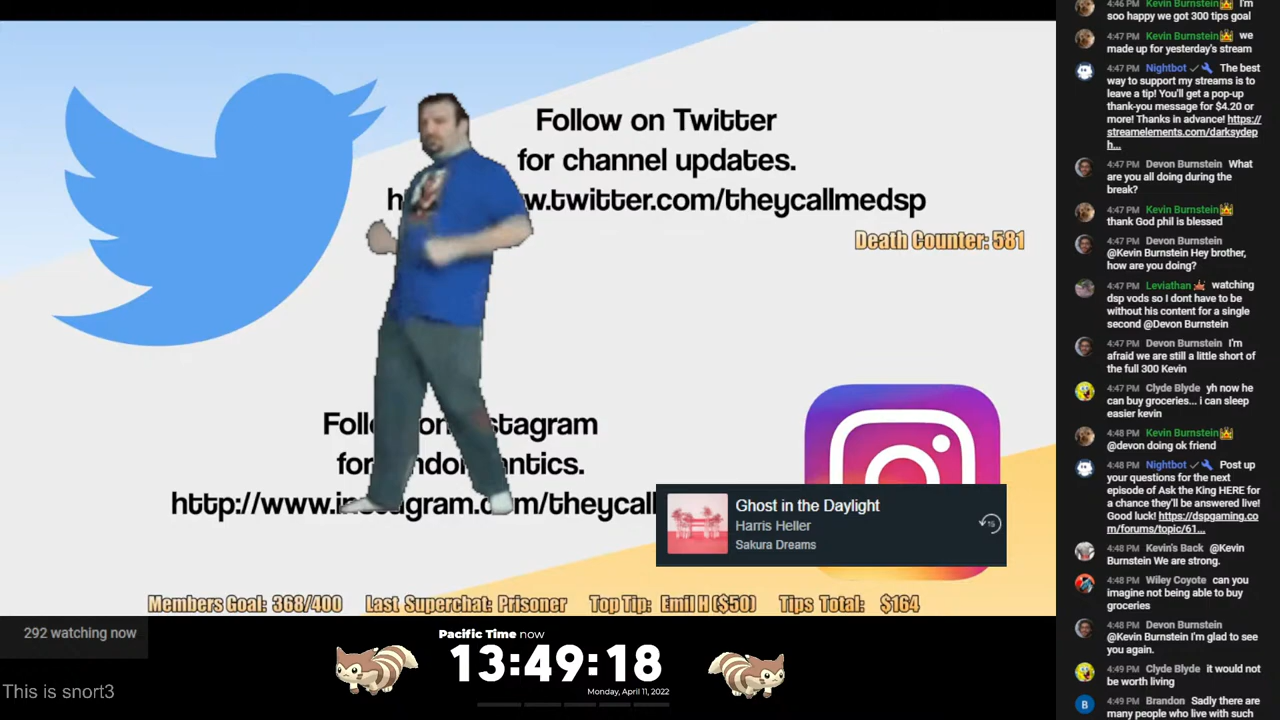 Follow on Twitter
for channel updates.
w.twitter.com/theycallmedsp
Death Counter: 581
for
http://www.in
Ghost in the Daylight
Harris Heller
Sakura Dreams
15
Members Goal: 368/400 Last Superchat: Prisoner Top Tip: Emil H ($50) Tips Total: $164
292 watching now
Pacific Time now
13:49:18
Monday, April 11, 2022
This is snort3
4:46 PM Kevin Burnstein I'm
soo happy we got 300 tips goal
4:47 PM Kevin Burnstein we
made up for yesterday's stream
4:47 PM Nightbot The best
way to support my streams is to
leave a tip! You'll get a pop-up
thank-you message for $4.20 or
more! Thanks in advance! https://
streamelements.com/darksydep
h...
4:47 PM Devon Burnstein What
are you all doing during the
break?
4:47 PM Kevin Burnstein
thank God phil is blessed
4:47 PM Devon Burnstein
@Kevin Burnstein Hey brother,
how are you doing?
4:47 PM Leviathan watching
dsp vods so I dont have to be
without his content for a single
second @Devon Burnstein
4:47 PM Devon Burnstein I'm
afraid we are still a little short of
the full 300 Kevin
4:47 PM Clyde Blyde yh now he
can buy groceries... i can sleep
easier kevin
4:48 PM Kevin Burnstein
@devon doing ok friend
4:48 PM Nightbot Post up
your questions for the next
episode of Ask the King HERE for
a chance they'll be answered live!
Good luck! https://dspgaming.co
m/forums/topic/61...
4:48 PM Kevin's Back @Kevin
Burnstein We are strong.
4:48 PM Wiley Coyote can you
imagine not being able to buy
groceries
4:48 PM Devon Burnstein
@Kevin Burnstein I'm glad to see
you again.
4:49 PM Clyde Blyde it would not
be worth living
4:49 PM Brandon Sadly there are
many people who live with such